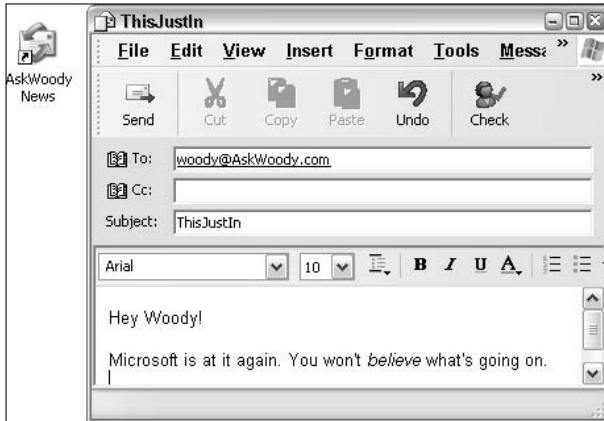 AskWoody
News
ThisJustIn
File Edit View Insert Format Tools »
Send Cut Copy Paste Undo Check »
To: woody@AskWoody.com
Cc:
Subject: ThisJustIn
Arial 10 B I U A
Hey Woody!
Microsoft is at it again. You won't believe what's going on.